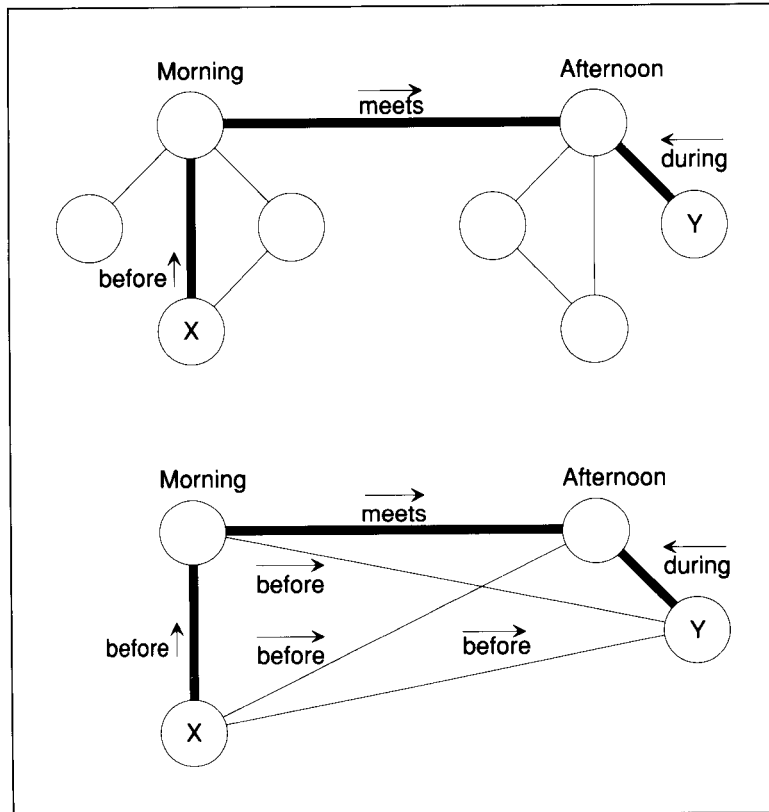 Morning
Afternoon
meets
during
before
X
Y
Morning
Afternoon
meets
during
before
before
before
before
X
Y